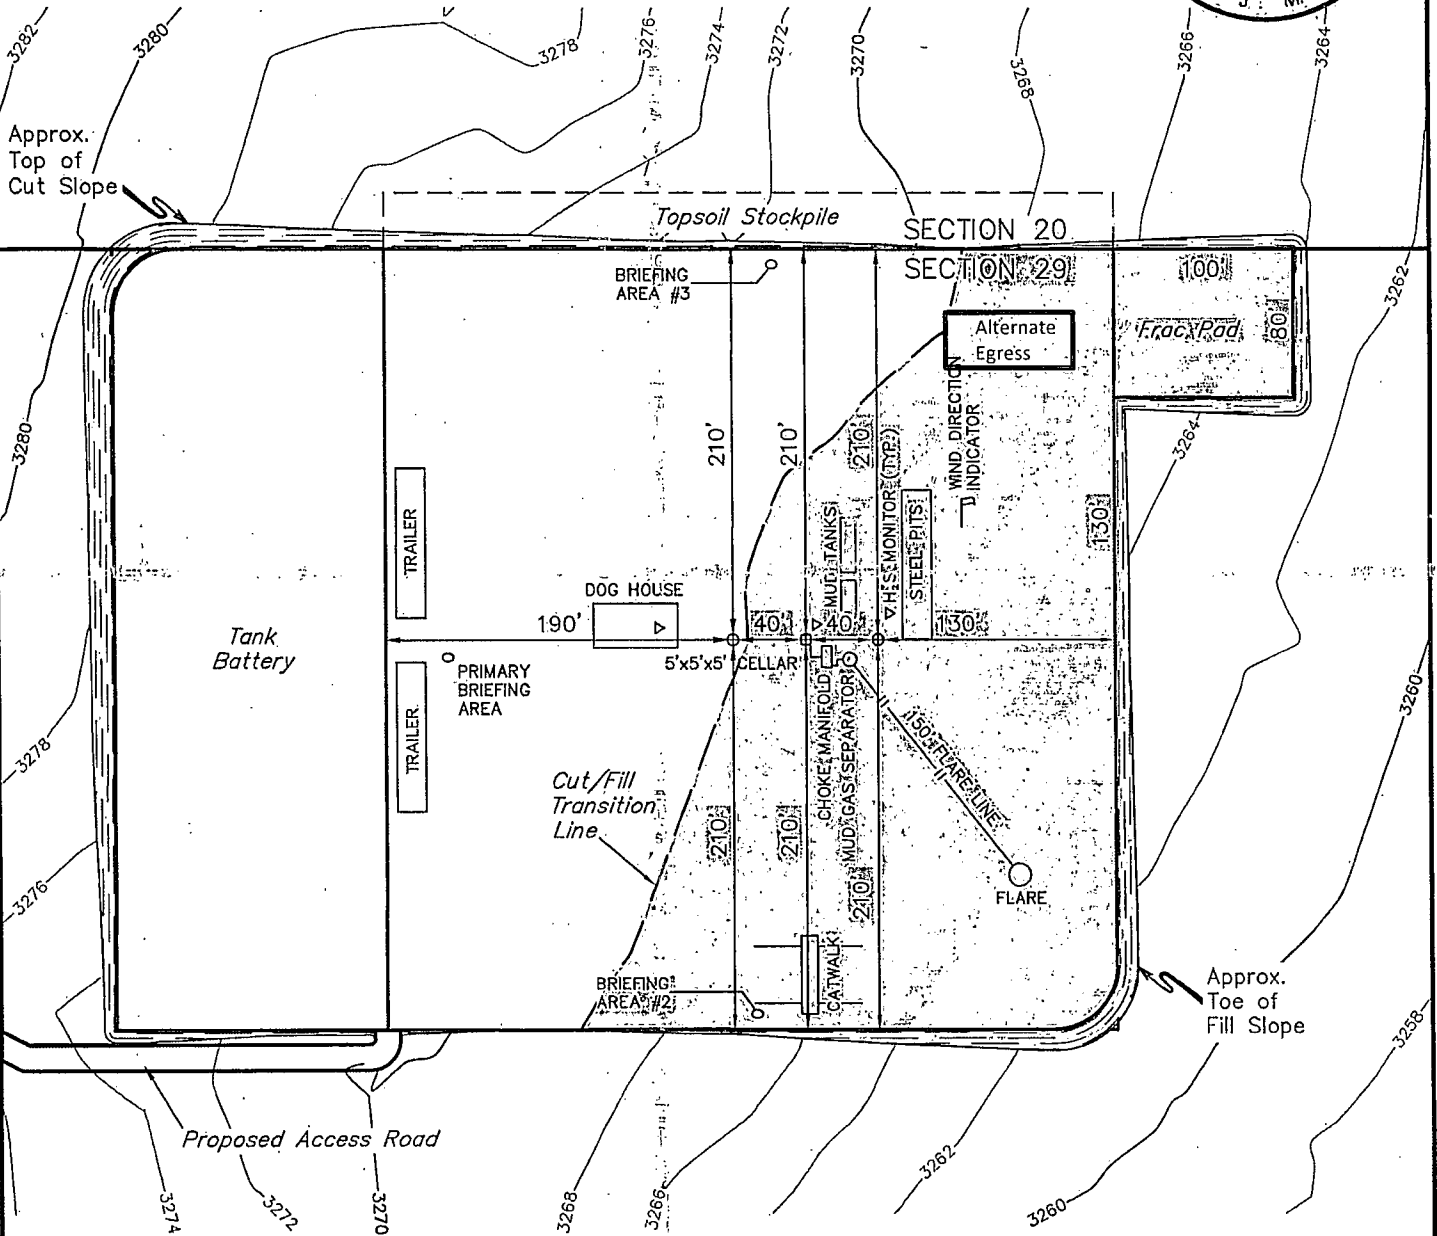 J. M.
3282
3280
3278
3276
3274
3272
3270
3268
3266
3264
Approx.
Top of
Cut Slope
Topsoil Stockpile
SECTION 20
SECTION 29
BRIEFING
AREA #3
100'
80'
Frac Pad
Alternate
Egress
3262
WIND DIRECTION
INDICATOR
3280
210'
210'
210'
3264
TRAILER
MUD TANKS
H2S MONITOR (TYP.)
STEEL PITS
130'
DOG HOUSE
190'
40'
40'
130'
Tank
Battery
5'x5'x5' CELLAR
PRIMARY
BRIEFING
AREA
TRAILER
CHOKE MANIFOLD
MUD GAS SEPARATOR
150' FLARE LINE
3260
3278
Cut/Fill
Transition
Line
210'
210'
210'
FLARE
3276
BRIEFING
AREA #2
CATWALK
Approx.
Toe of
Fill Slope
3258
Proposed Access Road
3274
3272
3270
3268
3266
3262
3260